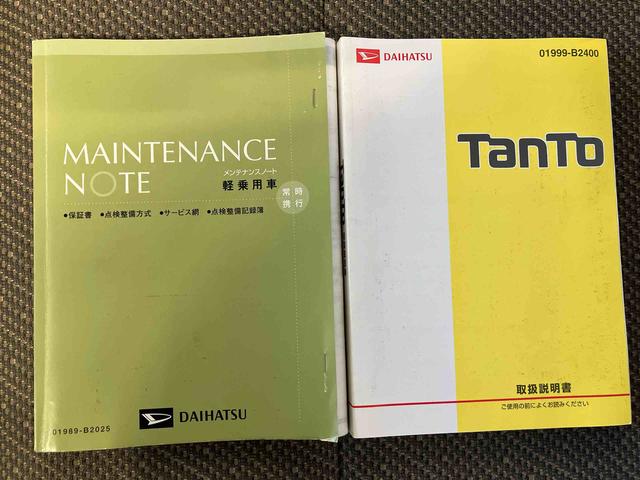 MAINTENANCE
NOTE
メンテナンスノート
軽乗用車
常時
携行
●保証書 ●点検整備方式 ●サービス網 ●点検整備記録簿
DAIHATSU
01989-B2025
DAIHATSU
01999-B2400
TanTo
取扱説明書
ご使用の前によくお読みください